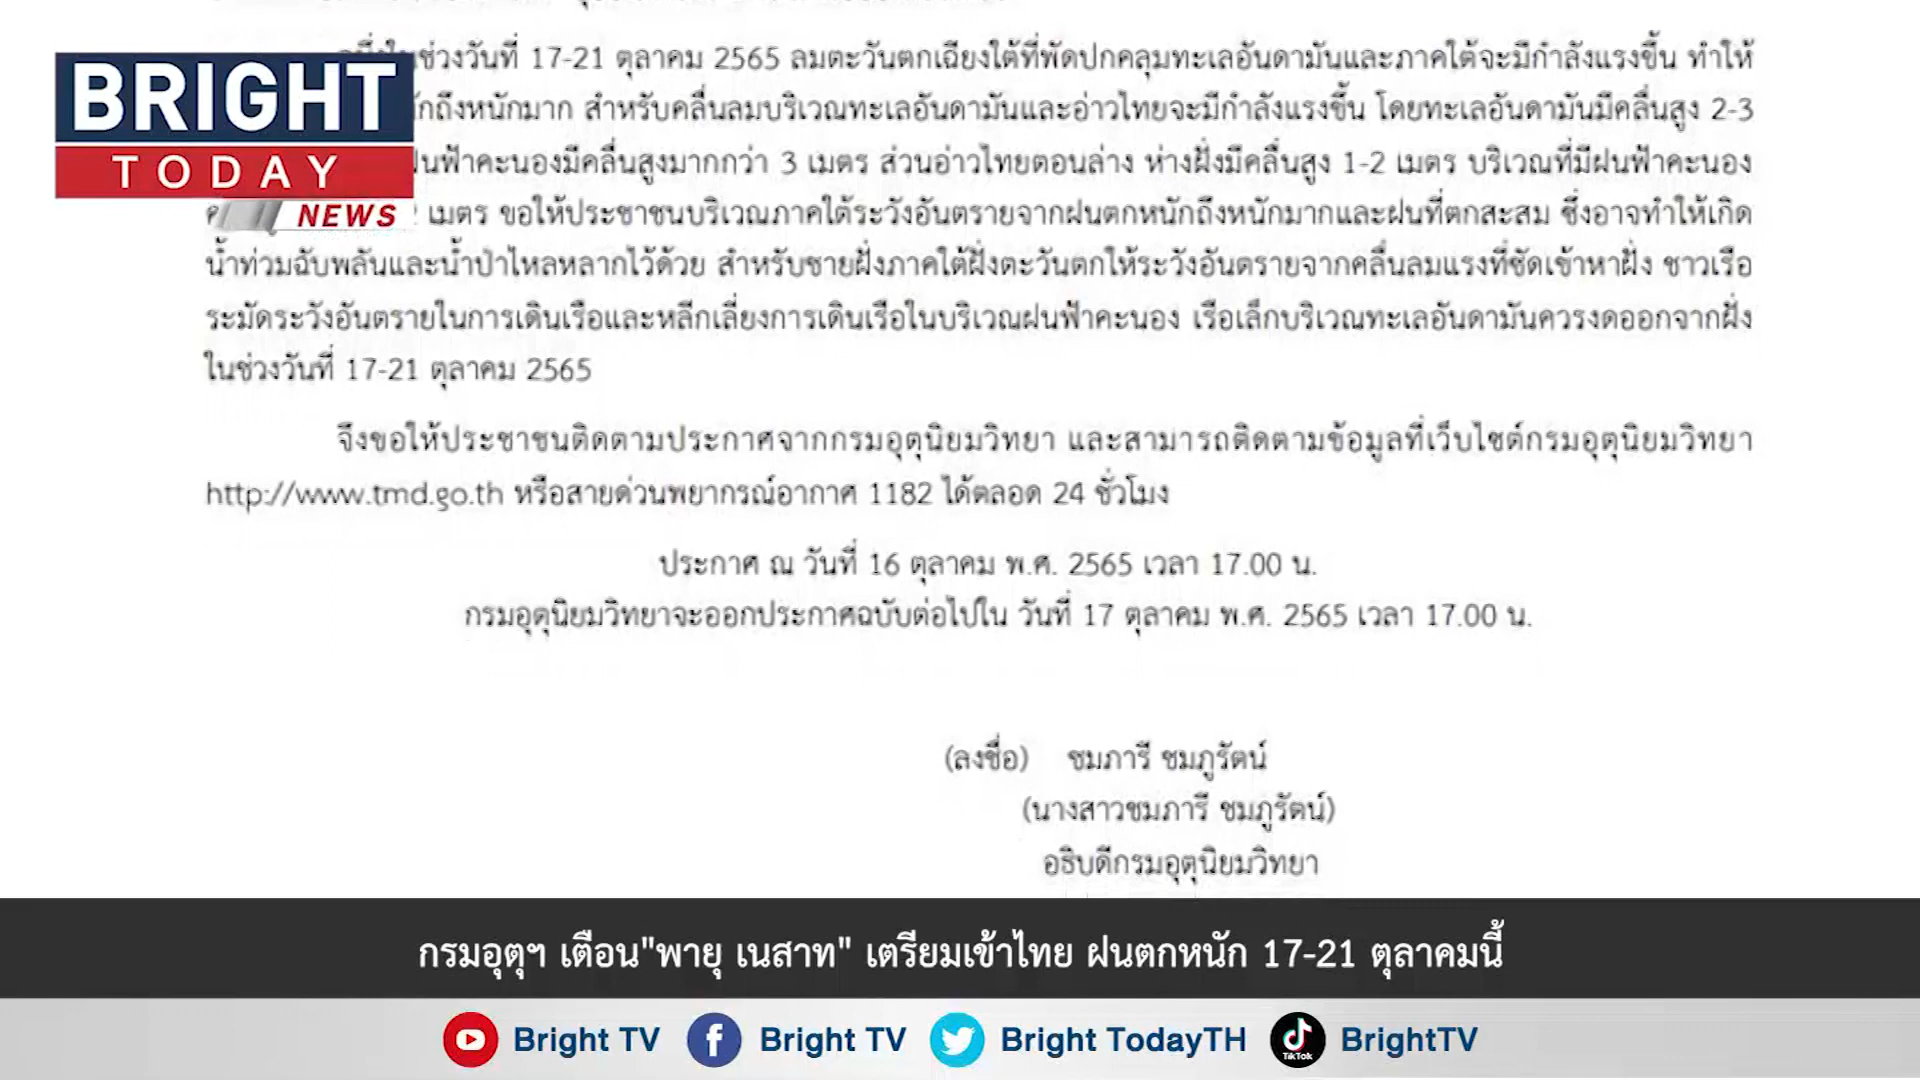 ช่วงวันที่ 17-21 ตุลาคม 2565 ลมตะวันตกเฉียงใต้ที่พัดปกคลุมทะเลอันดามันและภาคใต้จะมีกำลังแรงขึ้น ทำให้
BRIGHT
ถึงหนักมาก สำหรับคลื่นลมบริเวณทะเลอันดามันและอ่าวไทยจะมีกำลังแรงขึ้น โดยทะเลอันดามันมีคลื่นสูง 2-3
TODAY
ฝนฟ้าคะนองมีคลื่นสูงมากกว่า 3 เมตร ส่วนอ่าวไทยตอนล่าง ห่างฝั่งมีคลื่นสูง 1-2 เมตร บริเวณที่มีฝนฟ้าคะนอง
NEWS
เมตร ขอให้ประชาชนบริเวณภาคใต้ระวังอันตรายจากฝนตกหนักถึงหนักมากและฝนที่ตกสะสม ซึ่งอาจทำให้เกิด
น้ำท่วมฉับพลันและน้ำป่าไหลหลากไว้ด้วย สำหรับชายฝั่งภาคใต้ฝั่งตะวันตกให้ระวังอันตรายจากคลื่นลมแรงที่ซัดเข้าหาฝั่ง ชาวเรือ
ระมัดระวังอันตรายในการเดินเรือและหลีกเลี่ยงการเดินเรือในบริเวณฝนฟ้าคะนอง เรือเล็กบริเวณทะเลอันดามันควรงดออกจากฝั่ง
ในช่วงวันที่ 17-21 ตุลาคม 2565
จึงขอให้ประชาชนติดตามประกาศจากกรมอุตุนิยมวิทยา และสามารถติดตามข้อมูลที่เว็บไซต์กรมอุตุนิยมวิทยา
http://www.tmd.go.th หรือสายด่วนพยากรณ์อากาศ 1182 ได้ตลอด 24 ชั่วโมง
ประกาศ ณ วันที่ 16 ตุลาคม พ.ศ. 2565 เวลา 17.00 น.
กรมอุตุนิยมวิทยาจะออกประกาศฉบับต่อไปใน วันที่ 17 ตุลาคม พ.ศ. 2565 เวลา 17.00 น.
(ลงชื่อ) ชมภารี ชมภูรัตน์
(นางสาวชมภารี ชมภูรัตน์)
อธิบดีกรมอุตุนิยมวิทยา
กรมอุตุฯ เตือน"พายุ เนสาท" เตรียมเข้าไทย ฝนตกหนัก 17-21 ตุลาคมนี้
Bright TV Bright TV Bright TodayTH TikTok BrightTV